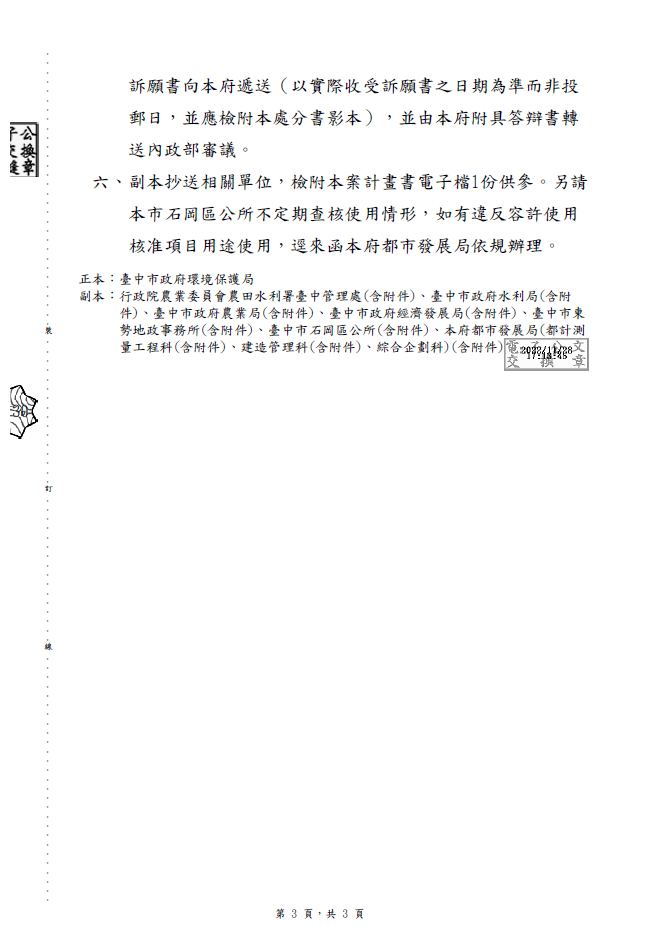 訴願書向本府遞送（以實際收受訴願書之日期為準而非投
郵日，並應檢附本處分書影本），並由本府附具答辯書轉
送內政部審議。
六、副本抄送相關單位，檢附本案計畫書電子檔1份供參。另請
本市石岡區公所不定期查核使用情形，如有違反容許使用
核准項目用途使用，逕來函本府都市發展局依規辦理。
正本：臺中市政府環境保護局
副本：行政院農業委員會農田水利署臺中管理處(含附件)、臺中市政府水利局(含附
件)、臺中市政府農業局(含附件)、臺中市政府經濟發展局(含附件)、臺中市東
勢地政事務所(含附件)、臺中市石岡區公所(含附件)、本府都市發展局(都計測
量工程科(含附件)、建造管理科(含附件)、綜合企劃科)(含附件)
電子公文
2022/11/28
交換章
裝
訂
線
公
換章
第 3 頁，共 3 頁